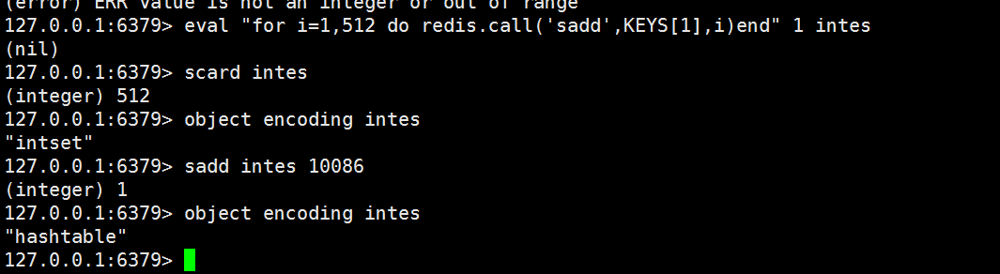 (error) ERR value is not an integer or out of range
127.0.0.1:6379> eval "for i=1,512 do redis.call('sadd',KEYS[1],i)end" 1 intes
(nil)
127.0.0.1:6379> scard intes
(integer) 512
127.0.0.1:6379> object encoding intes
"intset"
127.0.0.1:6379> sadd intes 10086
(integer) 1
127.0.0.1:6379> object encoding intes
"hashtable"
127.0.0.1:6379>